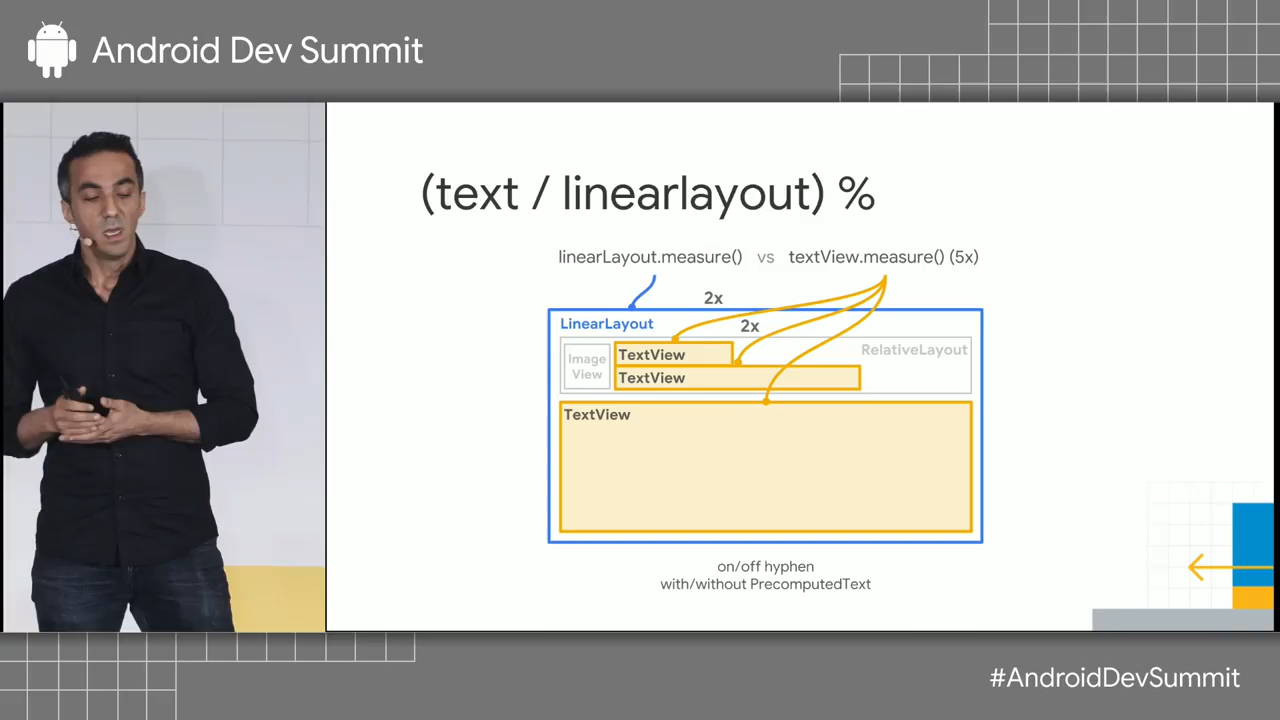 Android Dev Summit
(text / linearlayout) %
linearLayout.measure() vs textView.measure() (5x)
2x
LinearLayout
2x
Image
View
TextView
RelativeLayout
TextView
TextView
on/off hyphen
with/without PrecomputedText
#AndroidDevSummit